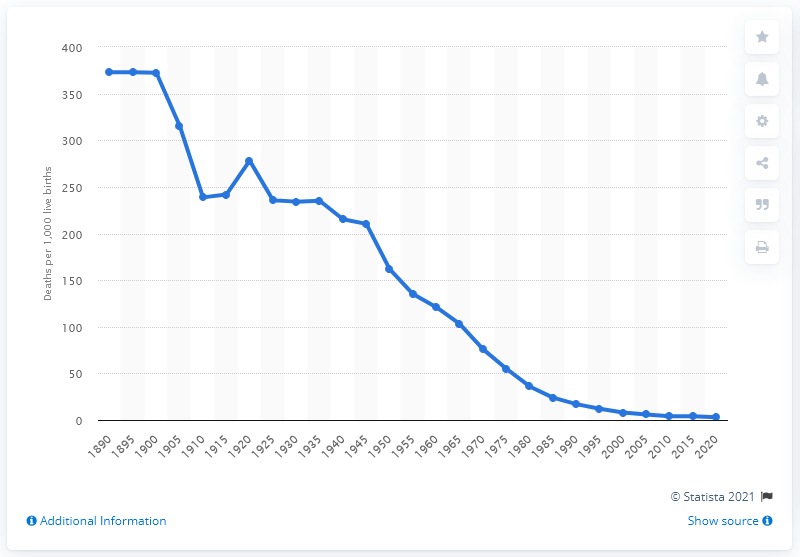 400
350
300
250
200
150
100
50
0
Deaths per 1,000 live births
1890 1895 1900 1905 1910 1915 1920 1925 1930 1935 1940 1945 1950 1955 1960 1965 1970 1975 1980 1985 1990 1995 2000 2005 2010 2015 2020
© Statista 2021
Additional Information
Show source